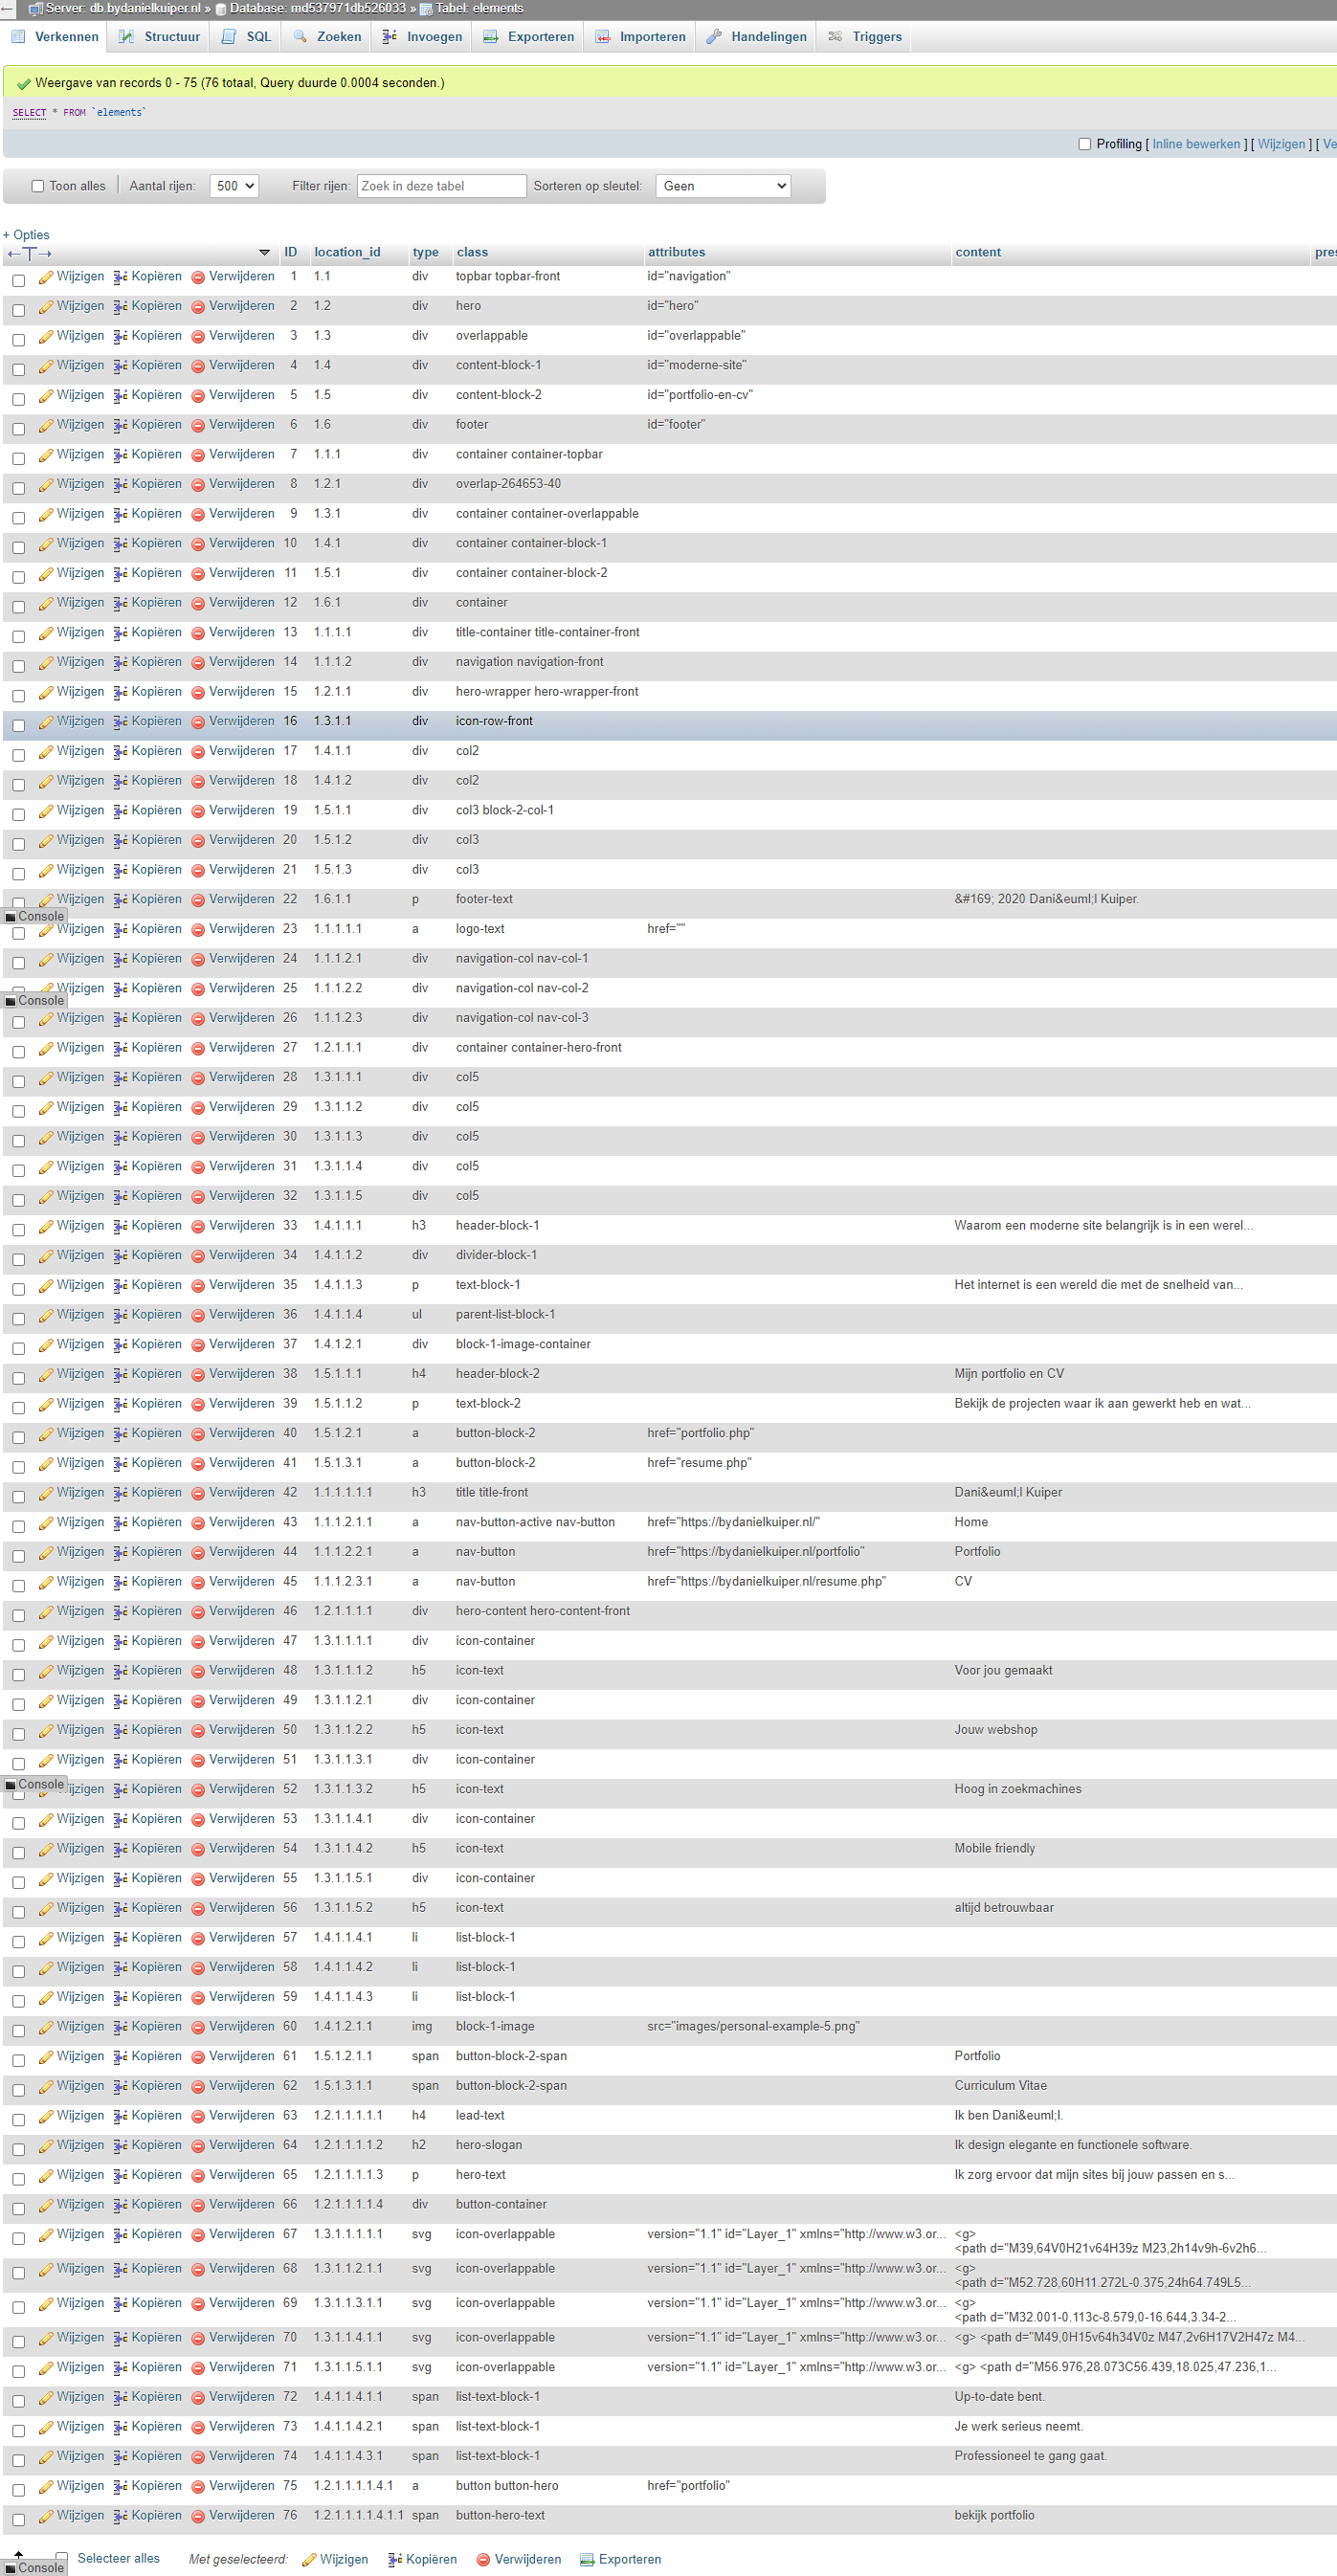 Server: db.bydanielkuiper.nl » Database: md537971db526033 » Tabel: elements
Verkennen Structuur SQL Zoeken Invoegen Exporteren Importeren Handelingen Triggers
Weergave van records 0 - 75 (76 totaal, Query duurde 0.0004 seconden.)
SELECT * FROM `elements`
Profiling [ Inline bewerken ] [ Wijzigen ] [ Ve
Toon alles Aantal rijen: 500 Filter rijen: Zoek in deze tabel Sorteren op sleutel: Geen
+ Opties
←T→ ID location_id type class attributes content pres
Wijzigen Kopiëren Verwijderen 1 1.1 div topbar topbar-front id="navigation"
Wijzigen Kopiëren Verwijderen 2 1.2 div hero id="hero"
Wijzigen Kopiëren Verwijderen 3 1.3 div overlappable id="overlappable"
Wijzigen Kopiëren Verwijderen 4 1.4 div content-block-1 id="moderne-site"
Wijzigen Kopiëren Verwijderen 5 1.5 div content-block-2 id="portfolio-en-cv"
Wijzigen Kopiëren Verwijderen 6 1.6 div footer id="footer"
Wijzigen Kopiëren Verwijderen 7 1.1.1 div container container-topbar
Wijzigen Kopiëren Verwijderen 8 1.2.1 div overlap-264653-40
Wijzigen Kopiëren Verwijderen 9 1.3.1 div container container-overlappable
Wijzigen Kopiëren Verwijderen 10 1.4.1 div container container-block-1
Wijzigen Kopiëren Verwijderen 11 1.5.1 div container container-block-2
Wijzigen Kopiëren Verwijderen 12 1.6.1 div container
Wijzigen Kopiëren Verwijderen 13 1.1.1.1 div title-container title-container-front
Wijzigen Kopiëren Verwijderen 14 1.1.1.2 div navigation navigation-front
Wijzigen Kopiëren Verwijderen 15 1.2.1.1 div hero-wrapper hero-wrapper-front
Wijzigen Kopiëren Verwijderen 16 1.3.1.1 div icon-row-front
Wijzigen Kopiëren Verwijderen 17 1.4.1.1 div col2
Wijzigen Kopiëren Verwijderen 18 1.4.1.2 div col2
Wijzigen Kopiëren Verwijderen 19 1.5.1.1 div col3 block-2-col-1
Wijzigen Kopiëren Verwijderen 20 1.5.1.2 div col3
Wijzigen Kopiëren Verwijderen 21 1.5.1.3 div col3
Wijzigen Kopiëren Verwijderen 22 1.6.1.1 p footer-text &#169; 2020 Dani&euml;l Kuiper.
Console
Wijzigen Kopiëren Verwijderen 23 1.1.1.1.1 a logo-text href=""
Wijzigen Kopiëren Verwijderen 24 1.1.1.2.1 div navigation-col nav-col-1
Wijzigen Kopiëren Verwijderen 25 1.1.1.2.2 div navigation-col nav-col-2
Console
Wijzigen Kopiëren Verwijderen 26 1.1.1.2.3 div navigation-col nav-col-3
Wijzigen Kopiëren Verwijderen 27 1.2.1.1.1 div container container-hero-front
Wijzigen Kopiëren Verwijderen 28 1.3.1.1.1 div col5
Wijzigen Kopiëren Verwijderen 29 1.3.1.1.2 div col5
Wijzigen Kopiëren Verwijderen 30 1.3.1.1.3 div col5
Wijzigen Kopiëren Verwijderen 31 1.3.1.1.4 div col5
Wijzigen Kopiëren Verwijderen 32 1.3.1.1.5 div col5
Wijzigen Kopiëren Verwijderen 33 1.4.1.1.1 h3 header-block-1 Waarom een moderne site belangrijk is in een werel...
Wijzigen Kopiëren Verwijderen 34 1.4.1.1.2 div divider-block-1
Wijzigen Kopiëren Verwijderen 35 1.4.1.1.3 p text-block-1 Het internet is een wereld die met de snelheid van...
Wijzigen Kopiëren Verwijderen 36 1.4.1.1.4 ul parent-list-block-1
Wijzigen Kopiëren Verwijderen 37 1.4.1.2.1 div block-1-image-container
Wijzigen Kopiëren Verwijderen 38 1.5.1.1.1 h4 header-block-2 Mijn portfolio en CV
Wijzigen Kopiëren Verwijderen 39 1.5.1.1.2 p text-block-2 Bekijk de projecten waar ik aan gewerkt heb en wat...
Wijzigen Kopiëren Verwijderen 40 1.5.1.2.1 a button-block-2 href="portfolio.php"
Wijzigen Kopiëren Verwijderen 41 1.5.1.3.1 a button-block-2 href="resume.php"
Wijzigen Kopiëren Verwijderen 42 1.1.1.1.1.1 h3 title title-front Dani&euml;l Kuiper
Wijzigen Kopiëren Verwijderen 43 1.1.1.2.1.1 a nav-button-active nav-button href="https://bydanielkuiper.nl/" Home
Wijzigen Kopiëren Verwijderen 44 1.1.1.2.2.1 a nav-button href="https://bydanielkuiper.nl/portfolio" Portfolio
Wijzigen Kopiëren Verwijderen 45 1.1.1.2.3.1 a nav-button href="https://bydanielkuiper.nl/resume.php" CV
Wijzigen Kopiëren Verwijderen 46 1.2.1.1.1.1 div hero-content hero-content-front
Wijzigen Kopiëren Verwijderen 47 1.3.1.1.1.1 div icon-container
Wijzigen Kopiëren Verwijderen 48 1.3.1.1.1.2 h5 icon-text Voor jou gemaakt
Wijzigen Kopiëren Verwijderen 49 1.3.1.1.2.1 div icon-container
Wijzigen Kopiëren Verwijderen 50 1.3.1.1.2.2 h5 icon-text Jouw webshop
Wijzigen Kopiëren Verwijderen 51 1.3.1.1.3.1 div icon-container
Console
Wijzigen Kopiëren Verwijderen 52 1.3.1.1.3.2 h5 icon-text Hoog in zoekmachines
Wijzigen Kopiëren Verwijderen 53 1.3.1.1.4.1 div icon-container
Wijzigen Kopiëren Verwijderen 54 1.3.1.1.4.2 h5 icon-text Mobile friendly
Wijzigen Kopiëren Verwijderen 55 1.3.1.1.5.1 div icon-container
Wijzigen Kopiëren Verwijderen 56 1.3.1.1.5.2 h5 icon-text altijd betrouwbaar
Wijzigen Kopiëren Verwijderen 57 1.4.1.1.4.1 li list-block-1
Wijzigen Kopiëren Verwijderen 58 1.4.1.1.4.2 li list-block-1
Wijzigen Kopiëren Verwijderen 59 1.4.1.1.4.3 li list-block-1
Wijzigen Kopiëren Verwijderen 60 1.4.1.2.1.1 img block-1-image src="images/personal-example-5.png"
Wijzigen Kopiëren Verwijderen 61 1.5.1.2.1.1 span button-block-2-span Portfolio
Wijzigen Kopiëren Verwijderen 62 1.5.1.3.1.1 span button-block-2-span Curriculum Vitae
Wijzigen Kopiëren Verwijderen 63 1.2.1.1.1.1.1 h4 lead-text Ik ben Dani&euml;l.
Wijzigen Kopiëren Verwijderen 64 1.2.1.1.1.1.2 h2 hero-slogan Ik design elegante en functionele software.
Wijzigen Kopiëren Verwijderen 65 1.2.1.1.1.1.3 p hero-text Ik zorg ervoor dat mijn sites bij jouw passen en s...
Wijzigen Kopiëren Verwijderen 66 1.2.1.1.1.1.4 div button-container
Wijzigen Kopiëren Verwijderen 67 1.3.1.1.1.1.1 svg icon-overlappable version="1.1" id="Layer_1" xmlns="http://www.w3.or... <g>
<path d="M39,64V0H21v64H39z M23,2h14v9h-6v2h6...
Wijzigen Kopiëren Verwijderen 68 1.3.1.1.2.1.1 svg icon-overlappable version="1.1" id="Layer_1" xmlns="http://www.w3.or... <g>
<path d="M52.728,60H11.272L-0.375,24h64.749L5...
Wijzigen Kopiëren Verwijderen 69 1.3.1.1.3.1.1 svg icon-overlappable version="1.1" id="Layer_1" xmlns="http://www.w3.or... <g>
<path d="M32.001-0.113c-8.579,0-16.644,3.34-2...
Wijzigen Kopiëren Verwijderen 70 1.3.1.1.4.1.1 svg icon-overlappable version="1.1" id="Layer_1" xmlns="http://www.w3.or... <g> <path d="M49,0H15v64h34V0z M47,2v6H17V2H47z M4...
Wijzigen Kopiëren Verwijderen 71 1.3.1.1.5.1.1 svg icon-overlappable version="1.1" id="Layer_1" xmlns="http://www.w3.or... <g> <path d="M56.976,28.073C56.439,18.025,47.236,1...
Wijzigen Kopiëren Verwijderen 72 1.4.1.1.4.1.1 span list-text-block-1 Up-to-date bent.
Wijzigen Kopiëren Verwijderen 73 1.4.1.1.4.2.1 span list-text-block-1 Je werk serieus neemt.
Wijzigen Kopiëren Verwijderen 74 1.4.1.1.4.3.1 span list-text-block-1 Professioneel te gang gaat.
Wijzigen Kopiëren Verwijderen 75 1.2.1.1.1.1.4.1 a button button-hero href="portfolio"
Wijzigen Kopiëren Verwijderen 76 1.2.1.1.1.1.4.1.1 span button-hero-text bekijk portfolio
Selecteer alles Met geselecteerd: Wijzigen Kopiëren Verwijderen Exporteren
Console